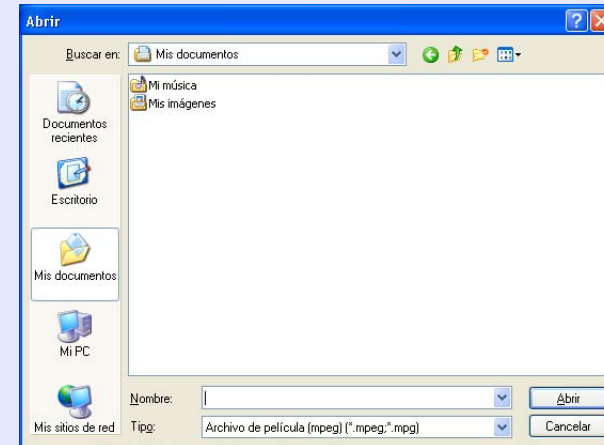 Abrir
Buscar en: Mis documentos
Mi música
Mis imágenes
Documentos
recientes
Escritorio
Mis documentos
Mi PC
Mis sitios de red
Nombre:
Abrir
Tipo: Archivo de película (mpeg) (*.mpeg;*.mpg)
Cancelar